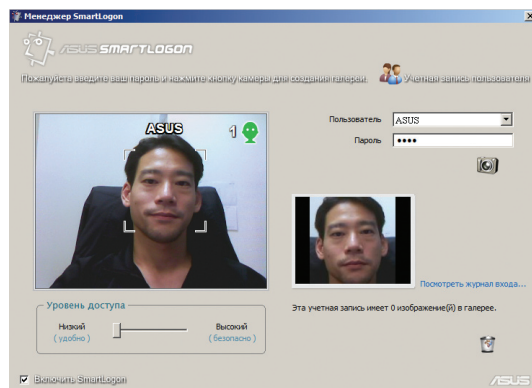 Менеджер SmartLogon
ASUS SMARTLOGON
Пожалуйста введите ваш пароль и нажмите кнопку камеры для создания галереи.
Учетная запись пользователя
ASUS
1
Пользователь ASUS
Пароль ••••
Посмотреть журнал входа...
Уровень доступа
Низкий Высокий
( удобно ) ( безопасно )
Эта учетная запись имеет 0 изображение(й) в галерее.
Включить SmartLogon
ASUS